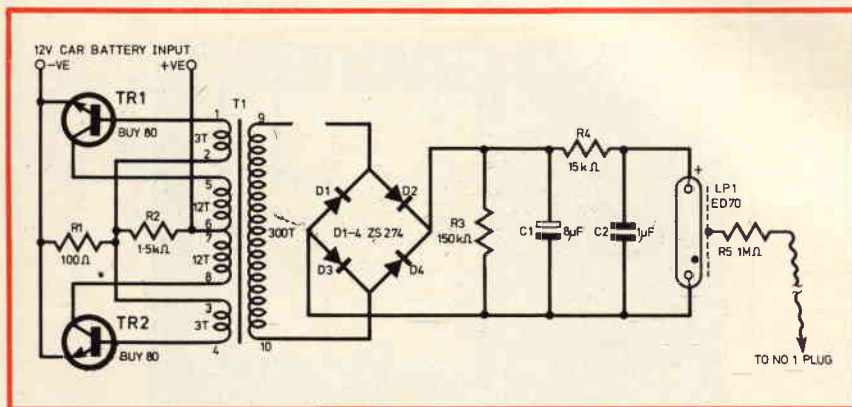 12V CAR BATTERY INPUT
-VE
+VE
TR1
BUY 80
1
3T
2
T1
9
5
12T
6
7
12T
8
R1
100Ω
R2
1·5kΩ
300T
D1
D2
D1-4 ZS 274
D3
D4
R3
150kΩ
C1
8µF
R4
15kΩ
C2
1µF
+
LP1
ED70
R5 1MΩ
TR2
BUY 80
3
3T
4
10
TO NO 1 PLUG